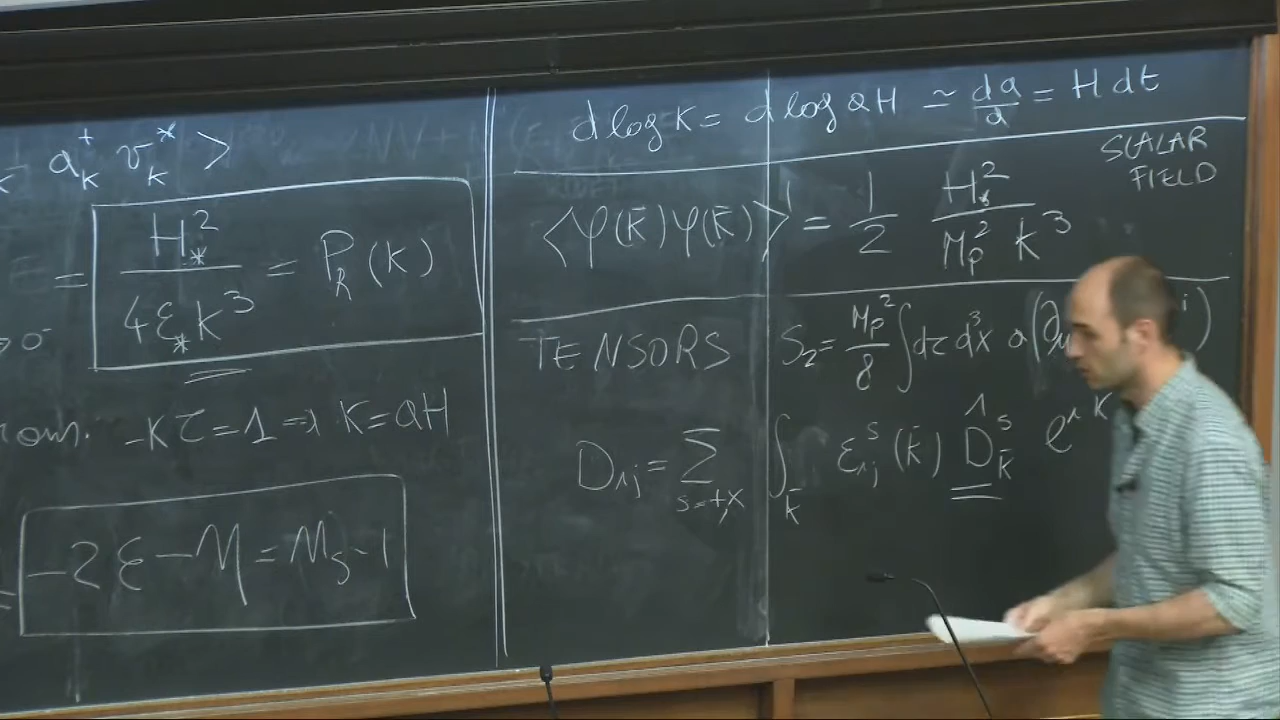 a_k^+ v_k^* >
= H_*^2 / 4ε_* k^3 = P_R(k)
-kτ = 1 => k = aH
-2ε - η = n_s - 1
d log k = d log aH ≃ da/a = H dt
SCALAR FIELD
<φ(k̄) φ(k̄)>' = 1/2 H_*^2 / M_p^2 k^3
TENSORS S_2 = M_p^2/8 ∫ dτ d^3x a(∂
D_ij = Σ_{s=+,x} ∫_k̄ ε_ij^s (k̄) D̂_k̄^s e^{i k